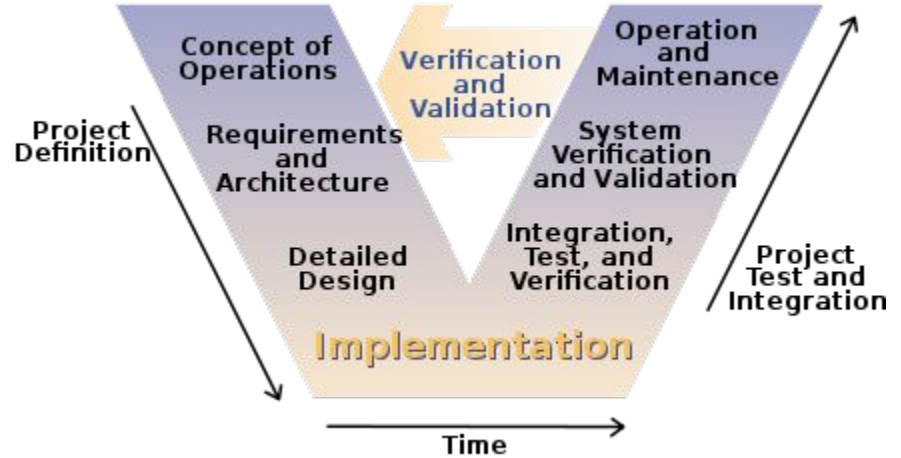 Concept of
Operations
Requirements
and
Architecture
Detailed
Design
Project
Definition
Verification
and
Validation
Operation
and
Maintenance
System
Verification
and Validation
Integration,
Test, and
Verification
Project
Test and
Integration
Implementation
Time